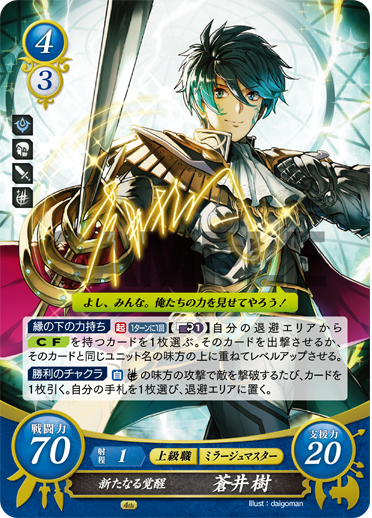 4
3
よし、みんな。俺たちの力を見せてやろう！
縁の下の力持ち 起 1ターンに1回 【 1】自分の退避エリアから
CFを持つカードを1枚選ぶ。そのカードを出撃させるか、
そのカードと同じユニット名の味方の上に重ねてレベルアップさせる。
勝利のチャクラ 自 の味方の攻撃で敵を撃破するたび、カードを
1枚引く。自分の手札を1枚選び、退避エリアに置く。
戦闘力
70
射程 1
上級職 ミラージュマスター
支援力
20
新たなる覚醒 蒼井樹
4th
Illust：daigoman